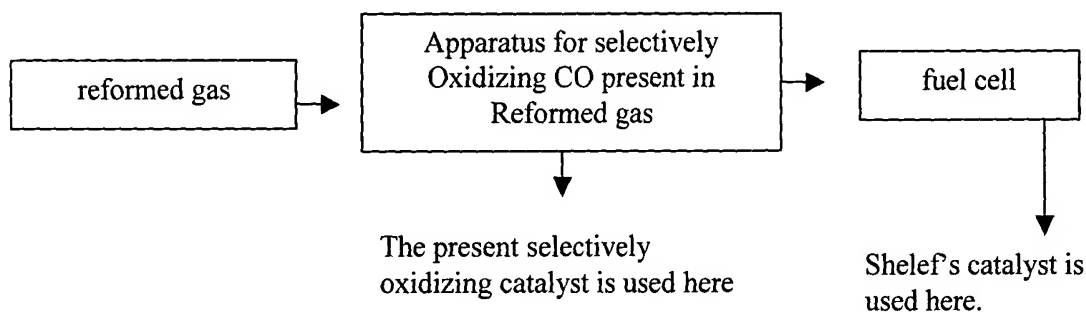 reformed gas
Apparatus for selectively
Oxidizing CO present in
Reformed gas
fuel cell
The present selectively
oxidizing catalyst is used here
Shelef's catalyst is
used here.